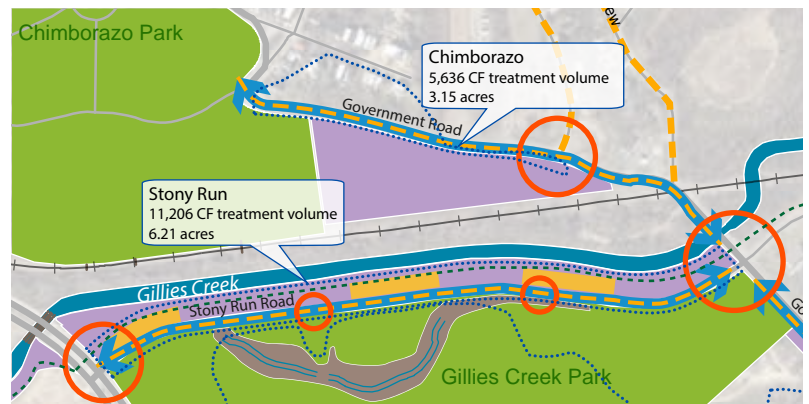 Chimborazo Park
Chimborazo
5,636 CF treatment volume
3.15 acres
Government Road
Stony Run
11,206 CF treatment volume
6.21 acres
Gillies Creek
Stony Run Road
Gillies Creek Park